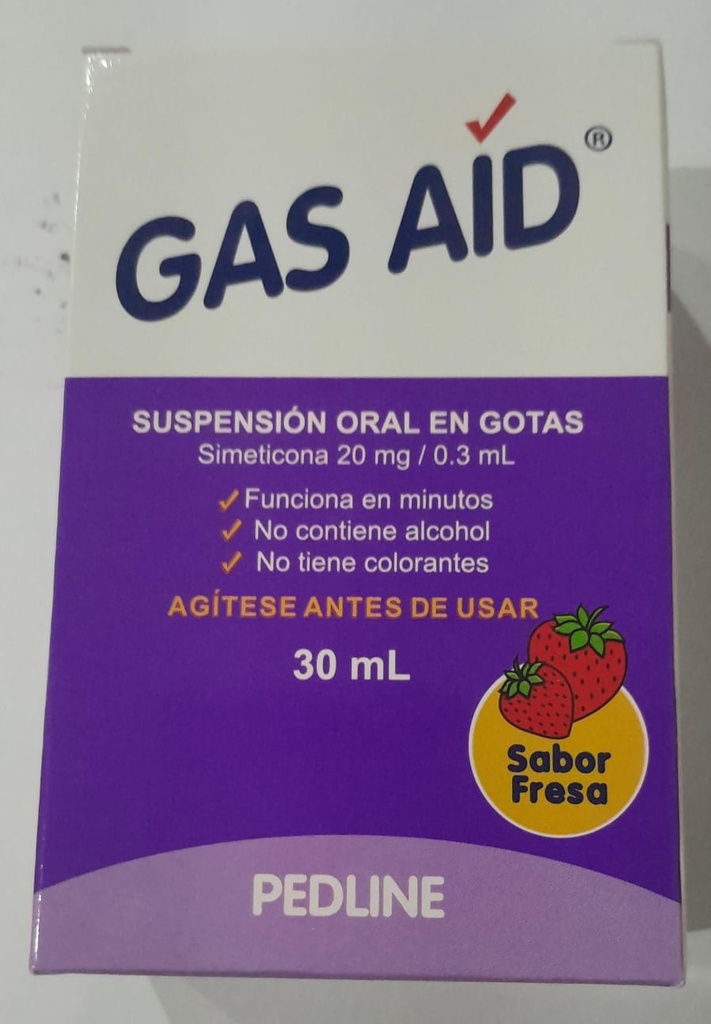 GAS AID®
SUSPENSIÓN ORAL EN GOTAS
Simeticona 20 mg / 0.3 mL
Funciona en minutos
No contiene alcohol
No tiene colorantes
AGÍTESE ANTES DE USAR
30 mL
Sabor
Fresa
PEDLINE